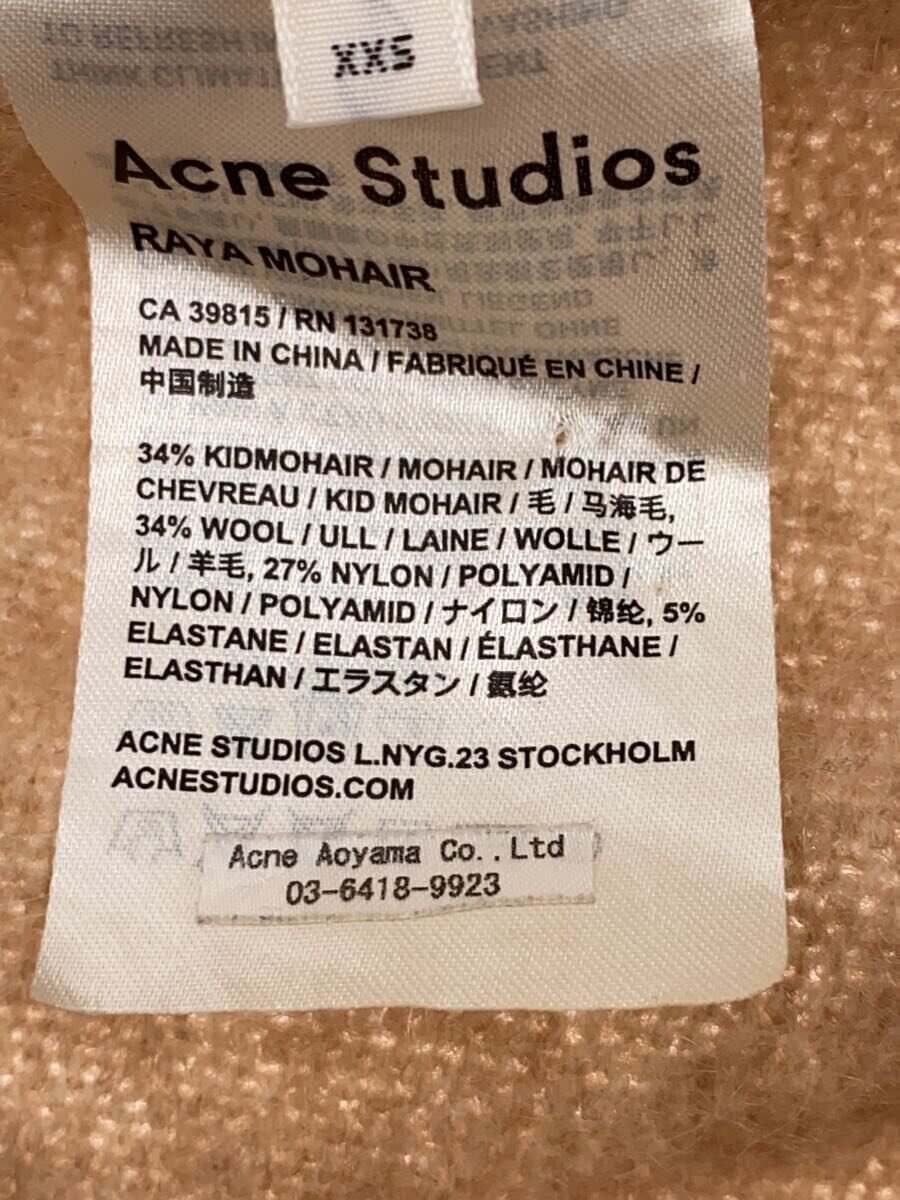 XXS
Acne Studios
RAYA MOHAIR
CA 39815 / RN 131738
MADE IN CHINA / FABRIQUÉ EN CHINE /
中国制造
34% KIDMOHAIR / MOHAIR / MOHAIR DE
CHEVREAU / KID MOHAIR / 毛 / 马海毛,
34% WOOL / ULL / LAINE / WOLLE / ウー
ル / 羊毛, 27% NYLON / POLYAMID /
NYLON / POLYAMID / ナイロン / 锦纶, 5%
ELASTANE / ELASTAN / ÉLASTHANE /
ELASTHAN / エラスタン / 氨纶
ACNE STUDIOS L.NYG.23 STOCKHOLM
ACNESTUDIOS.COM
Acne Aoyama Co.,Ltd
03-6418-9923